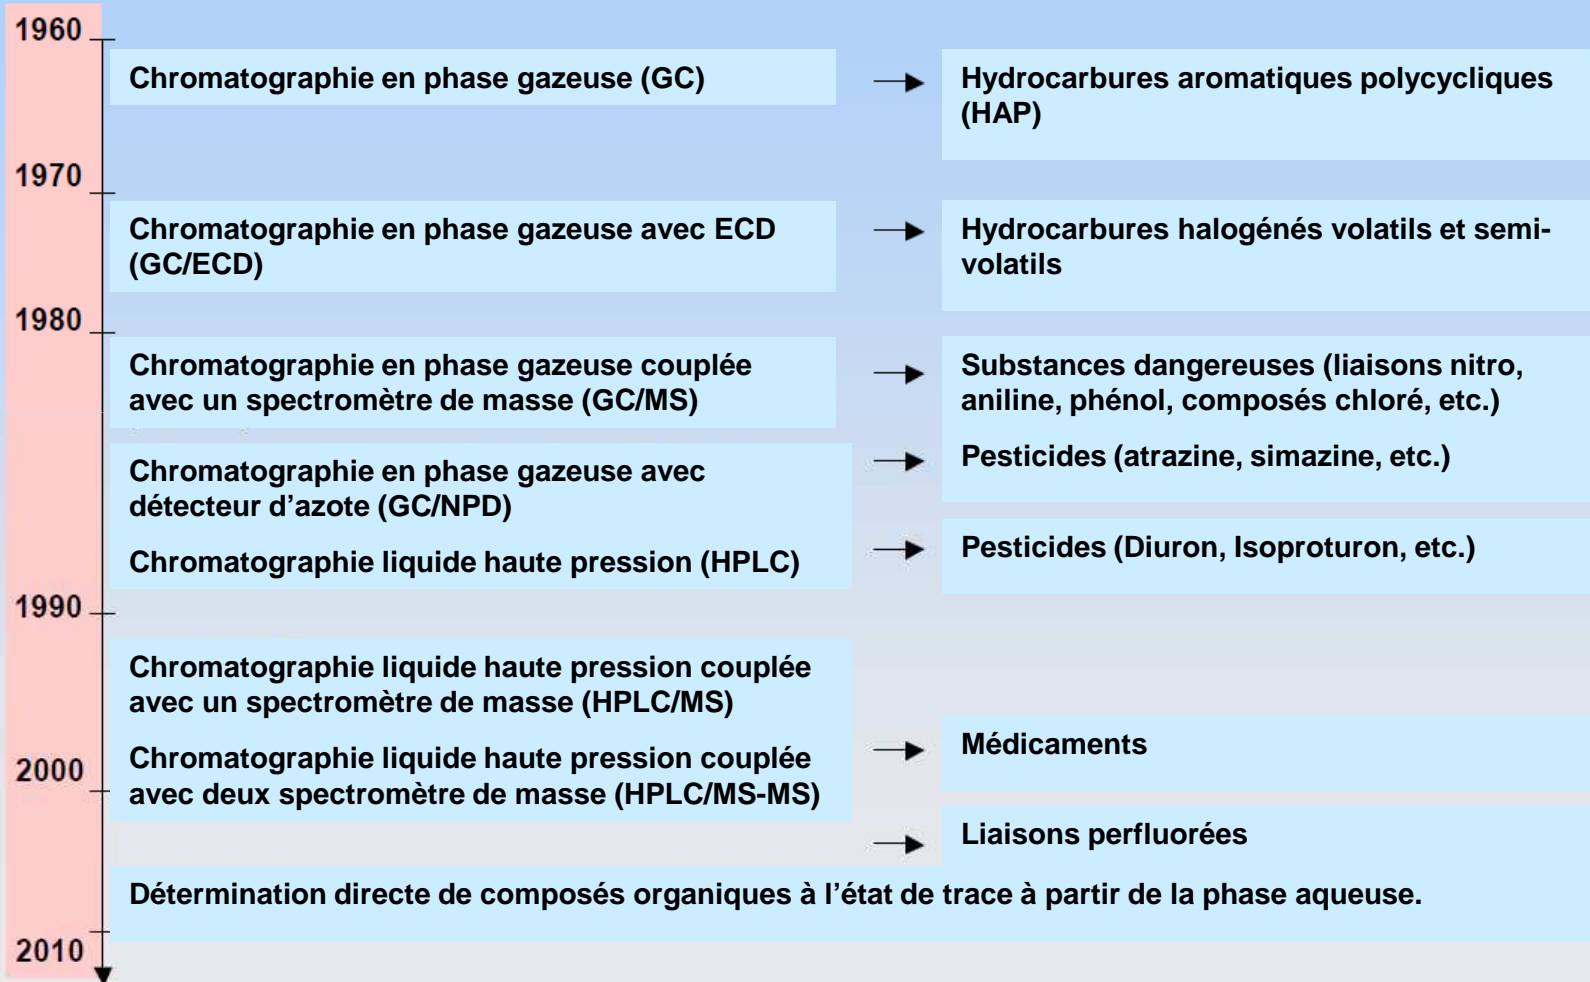 1960
Chromatographie en phase gazeuse (GC)
Hydrocarbures aromatiques polycycliques
(HAP)
1970
Chromatographie en phase gazeuse avec ECD
(GC/ECD)
Hydrocarbures halogénés volatils et semi-
volatils
1980
Chromatographie en phase gazeuse couplée
avec un spectromètre de masse (GC/MS)
Substances dangereuses (liaisons nitro,
aniline, phénol, composés chloré, etc.)
Chromatographie en phase gazeuse avec
détecteur d'azote (GC/NPD)
Pesticides (atrazine, simazine, etc.)
Chromatographie liquide haute pression (HPLC)
Pesticides (Diuron, Isoproturon, etc.)
1990
Chromatographie liquide haute pression couplée
avec un spectromètre de masse (HPLC/MS)
Chromatographie liquide haute pression couplée
avec deux spectromètre de masse (HPLC/MS-MS)
Médicaments
2000
Liaisons perfluorées
Détermination directe de composés organiques à l'état de trace à partir de la phase aqueuse.
2010